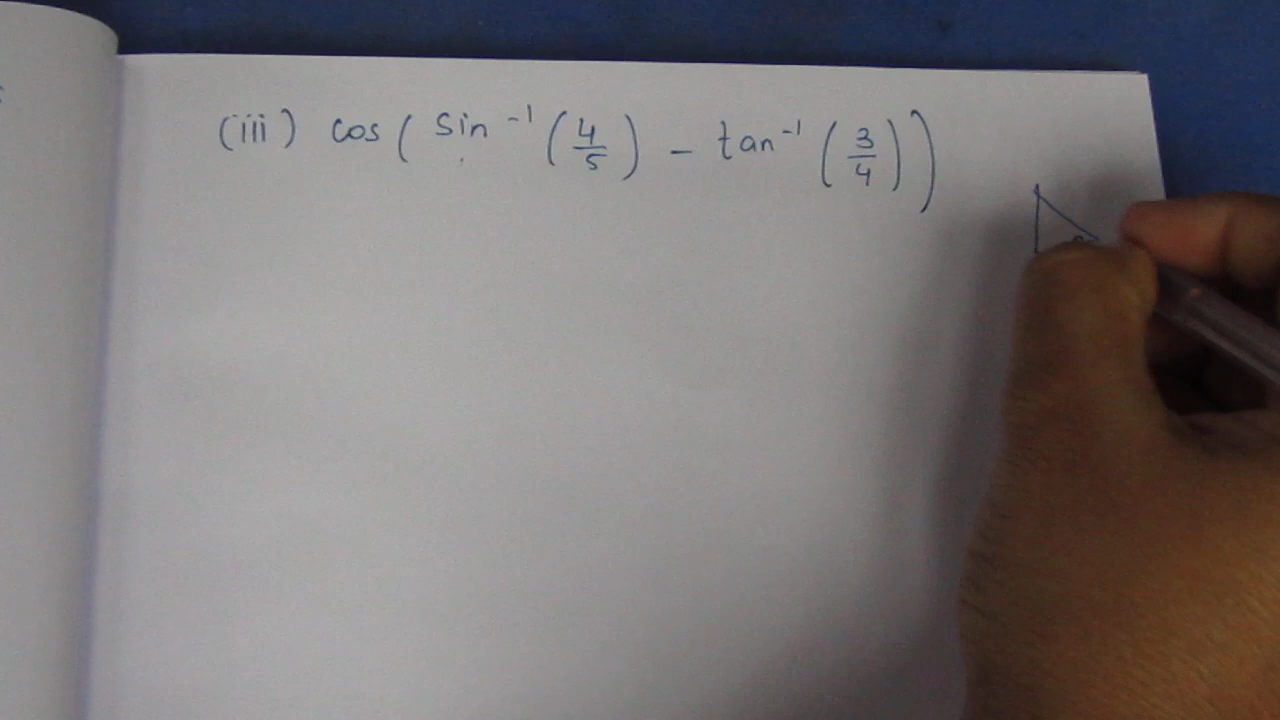 (iii) cos ( sin⁻¹ (4/5) - tan⁻¹ (3/4) )